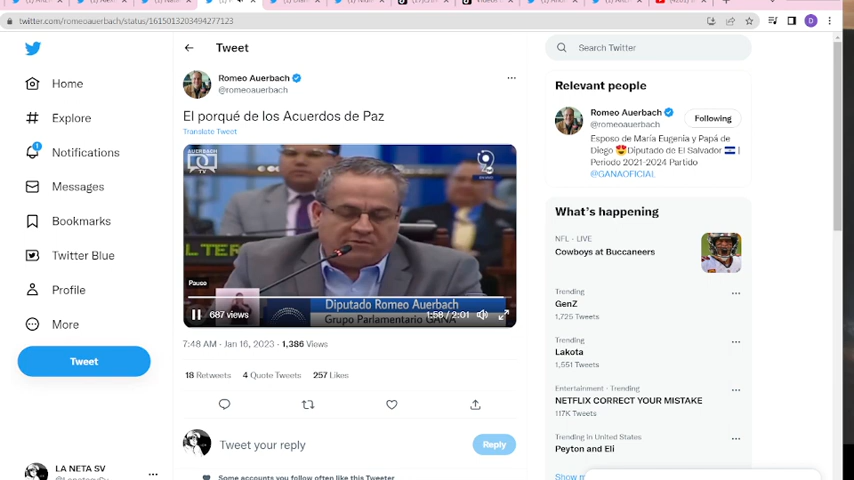 twitter.com/romeoauerbach/status/1615013203494277123
D
Home
Explore
1
Notifications
Messages
Bookmarks
Twitter Blue
Profile
More
Tweet
LA NETA SV
Tweet
Romeo Auerbach
@romeoauerbach
El porqué de los Acuerdos de Paz
Translate Tweet
AUERBACH
TV
Pause
Diputado Romeo Auerbach
Grupo Parlamentario GANA
687 views
1:58 / 2:01
7:48 AM · Jan 16, 2023 · 1,386 Views
18 Retweets 4 Quote Tweets 257 Likes
Tweet your reply
Reply
Some accounts you follow often like this Tweeter
Search Twitter
Relevant people
Romeo Auerbach
@romeoauerbach
Following
Esposo de María Eugenia y Papá de
Diego 😍Diputado de El Salvador 🇸🇻 |
Periodo 2021-2024 Partido
@GANAOFICIAL
What's happening
NFL · LIVE
Cowboys at Buccaneers
Trending
GenZ
1,725 Tweets
Trending
Lakota
1,551 Tweets
Entertainment · Trending
NETFLIX CORRECT YOUR MISTAKE
117K Tweets
Trending in United States
Peyton and Eli
Show